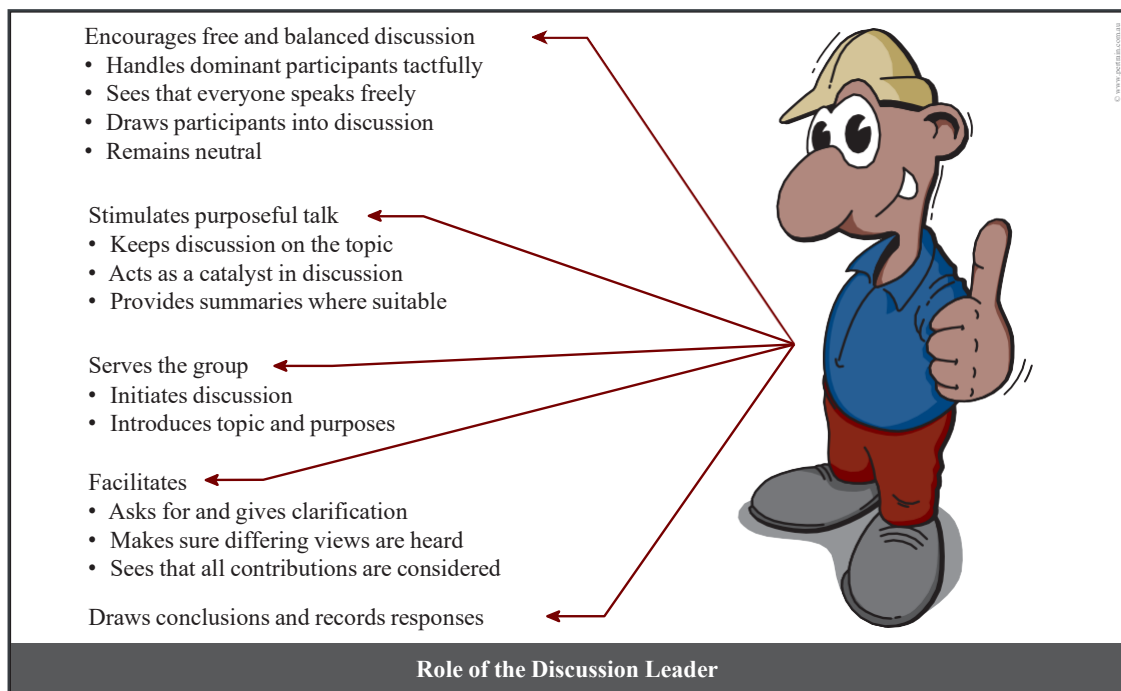 Encourages free and balanced discussion
• Handles dominant participants tactfully
• Sees that everyone speaks freely
• Draws participants into discussion
• Remains neutral
Stimulates purposeful talk
• Keeps discussion on the topic
• Acts as a catalyst in discussion
• Provides summaries where suitable
Serves the group
• Initiates discussion
• Introduces topic and purposes
Facilitates
• Asks for and gives clarification
• Makes sure differing views are heard
• Sees that all contributions are considered
Draws conclusions and records responses
Role of the Discussion Leader